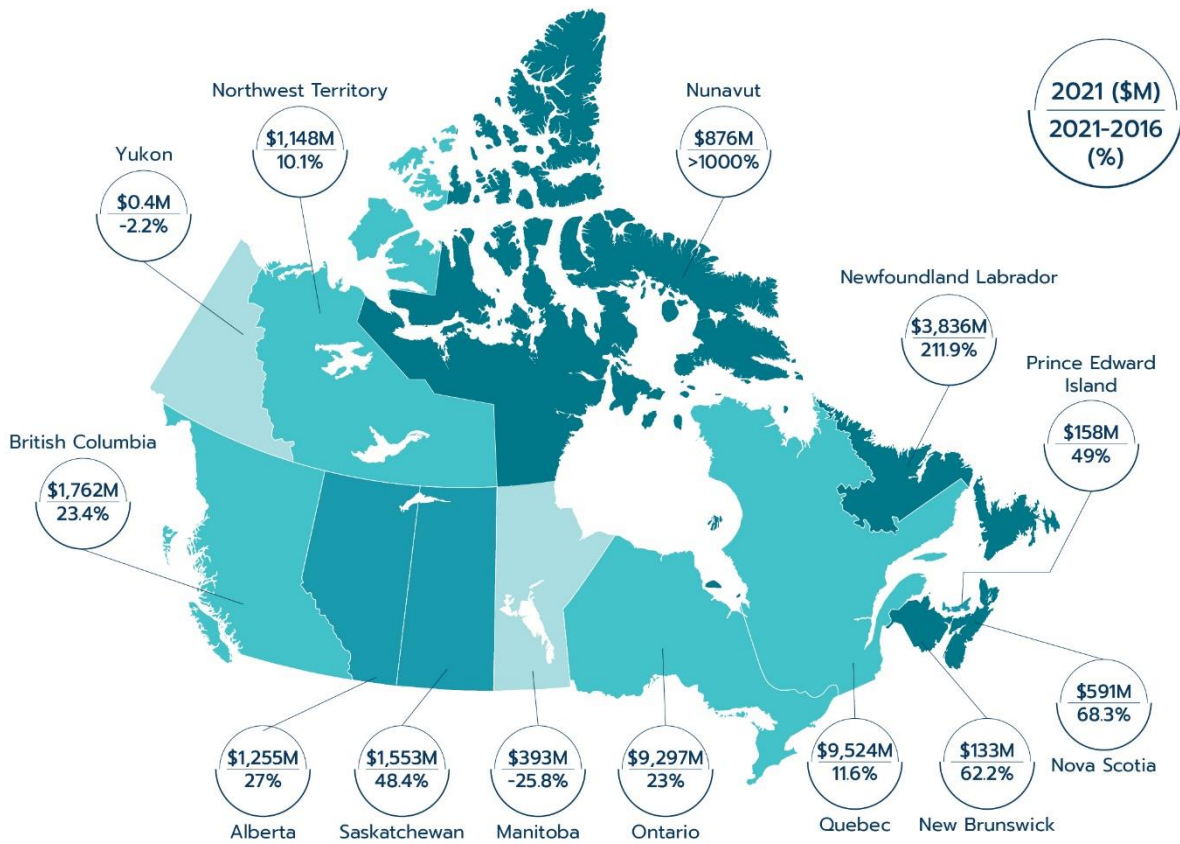 2021 ($M)
2021-2016
(%)
Northwest Territory
$1,148M
10.1%
Nunavut
$876M
>1000%
Yukon
$0.4M
-2.2%
Newfoundland Labrador
$3,836M
211.9%
Prince Edward
Island
$158M
49%
British Columbia
$1,762M
23.4%
$591M
68.3%
Nova Scotia
$1,255M
27%
Alberta
$1,553M
48.4%
Saskatchewan
$393M
-25.8%
Manitoba
$9,297M
23%
Ontario
$9,524M
11.6%
Quebec
$133M
62.2%
New Brunswick